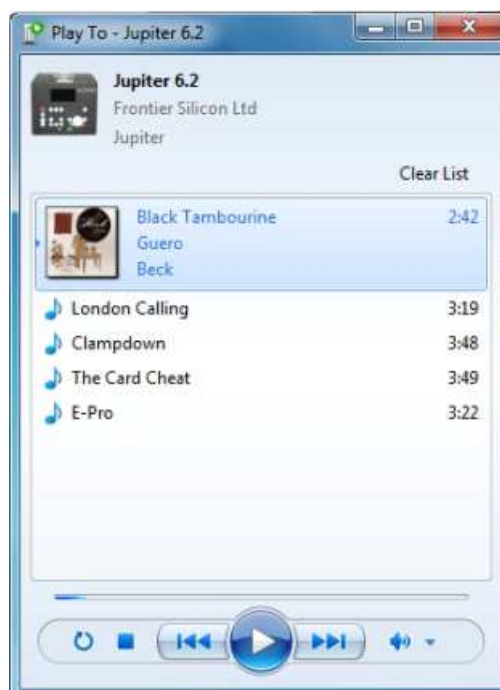 Play To - Jupiter 6.2
Jupiter 6.2
Frontier Silicon Ltd
Jupiter
Clear List
Black Tambourine 2:42
Guero
Beck
London Calling 3:19
Clampdown 3:48
The Card Cheat 3:49
E-Pro 3:22